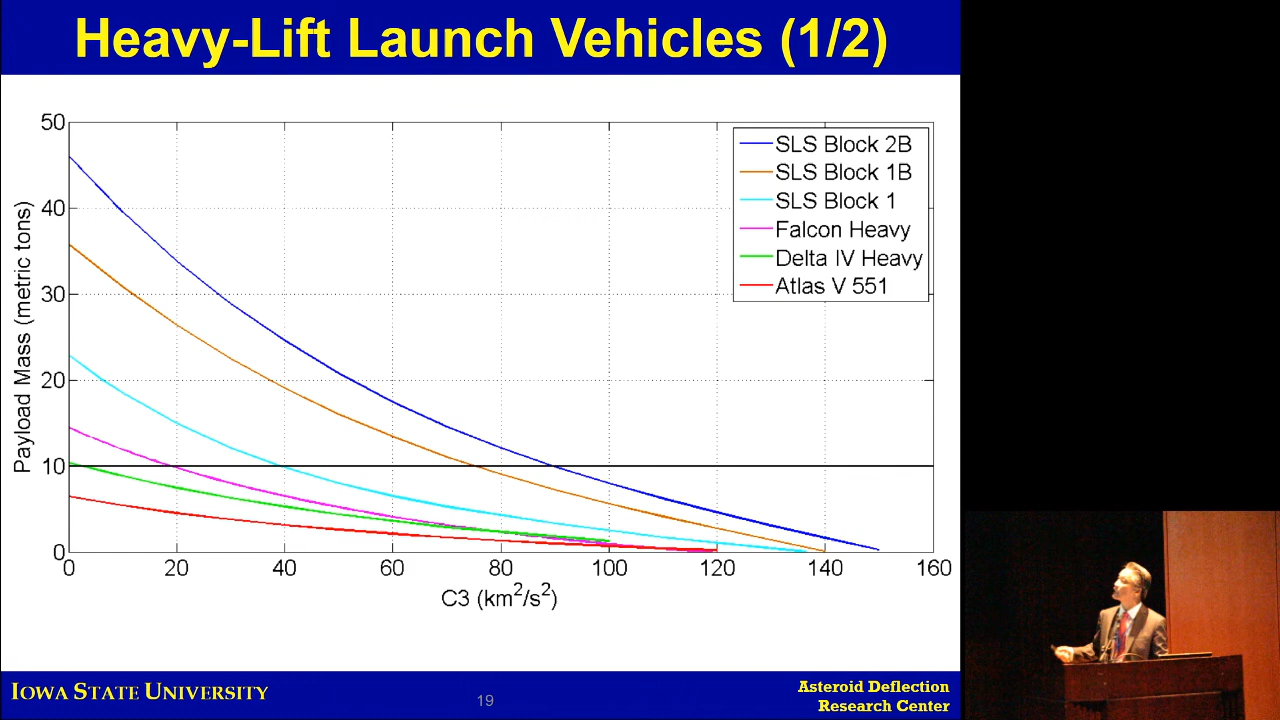 Heavy-Lift Launch Vehicles (1/2)
50
40
30
20
10
0
Payload Mass (metric tons)
SLS Block 2B
SLS Block 1B
SLS Block 1
Falcon Heavy
Delta IV Heavy
Atlas V 551
0 20 40 60 80 100 120 140 160
C3 (km²/s²)
IOWA STATE UNIVERSITY
19
Asteroid Deflection
Research Center